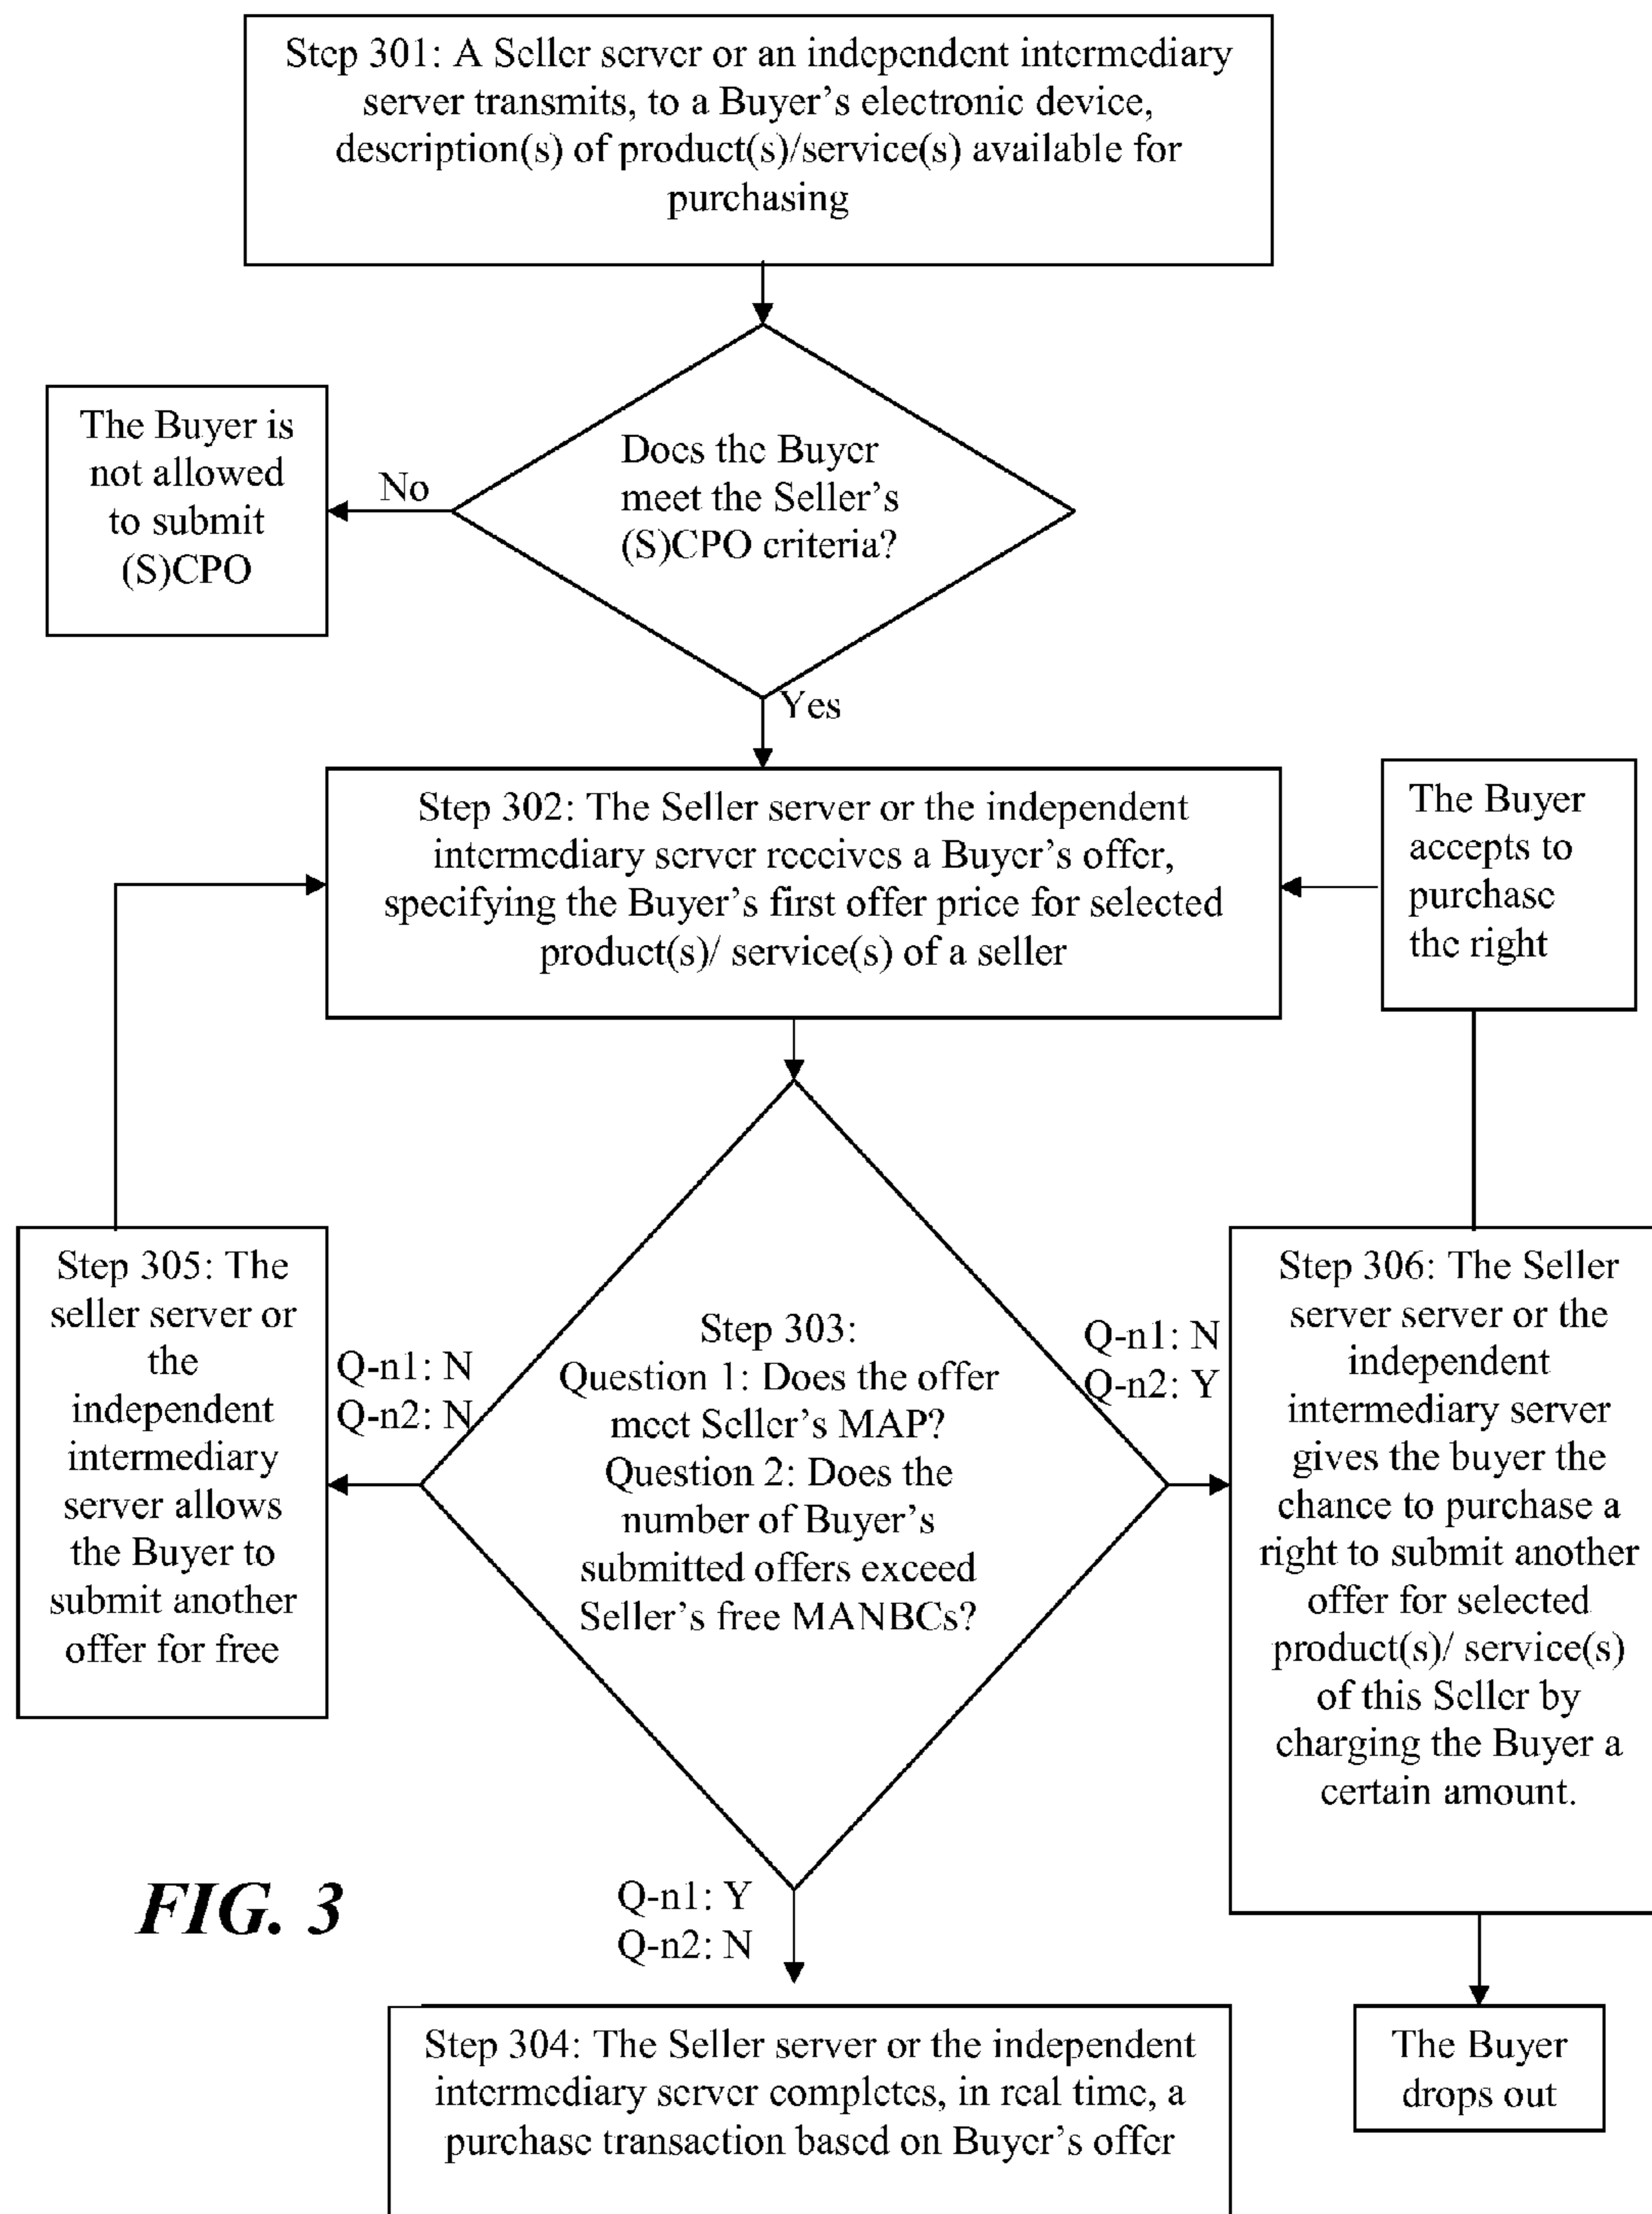 Step 301: A Seller server or an independent intermediary
server transmits, to a Buyer's electronic device,
description(s) of product(s)/service(s) available for
purchasing
The Buyer is
not allowed
to submit
(S)CPO
No
Does the Buyer
meet the Seller's
(S)CPO criteria?
Yes
Step 302: The Seller server or the independent
intermediary server receives a Buyer's offer,
specifying the Buyer's first offer price for selected
product(s)/ service(s) of a seller
The Buyer
accepts to
purchase
the right
Step 305: The
seller server or
the
independent
intermediary
server allows
the Buyer to
submit another
offer for free
Q-n1: N
Q-n2: N
Step 303:
Question 1: Does the offer
meet Seller's MAP?
Question 2: Does the
number of Buyer's
submitted offers exceed
Seller's free MANBCs?
Q-n1: N
Q-n2: Y
Step 306: The Seller
server server or the
independent
intermediary server
gives the buyer the
chance to purchase a
right to submit another
offer for selected
product(s)/ service(s)
of this Seller by
charging the Buyer a
certain amount.
FIG. 3
Q-n1: Y
Q-n2: N
Step 304: The Seller server or the independent
intermediary server completes, in real time, a
purchase transaction based on Buyer's offer
The Buyer
drops out